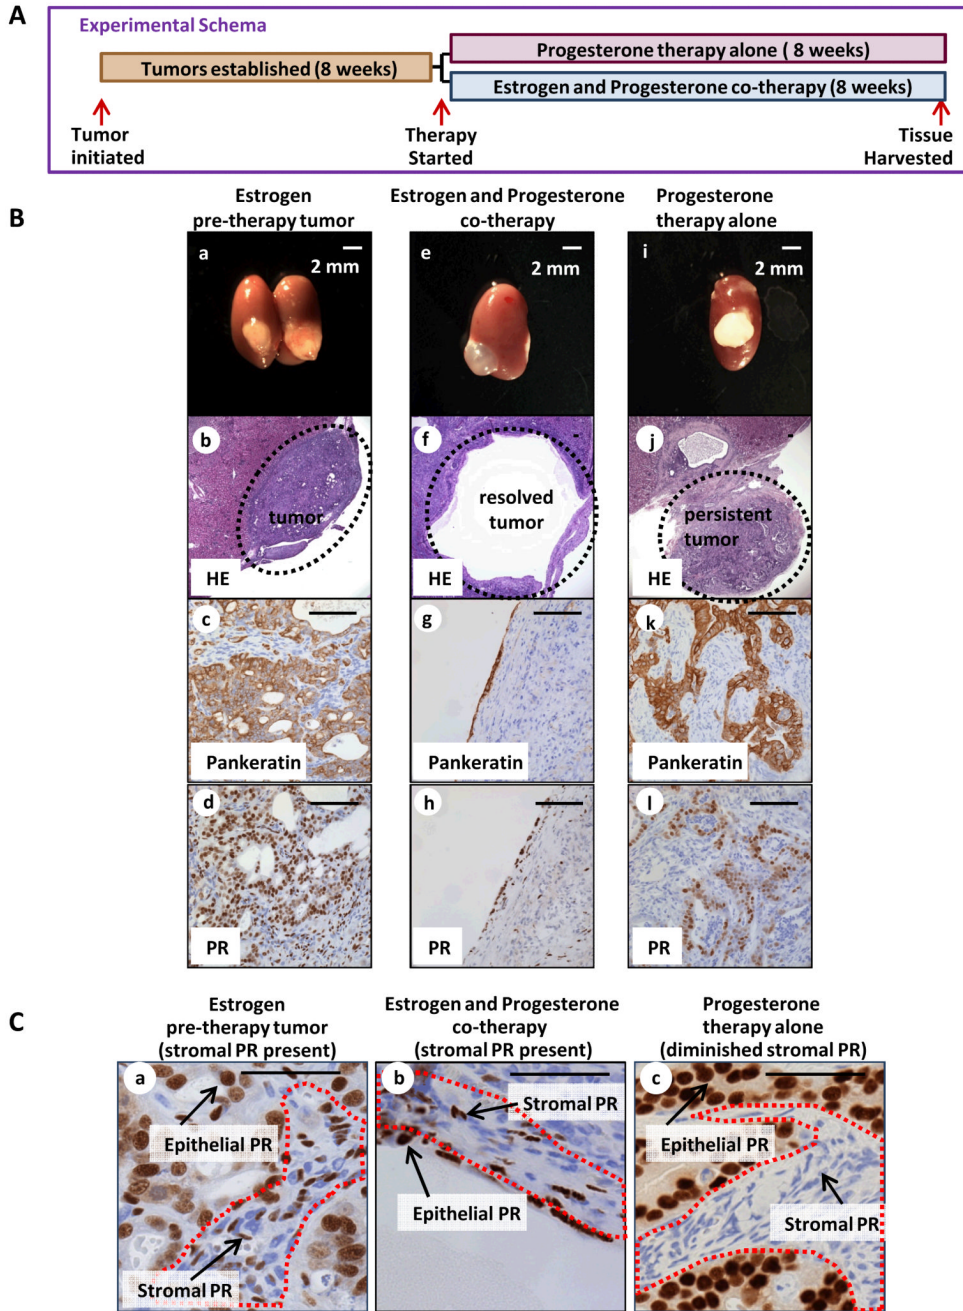 A
Experimental Schema
Progesterone therapy alone ( 8 weeks)
Tumors established (8 weeks)
Estrogen and Progesterone co-therapy (8 weeks)
Tumor
initiated
Therapy
Started
Tissue
Harvested
B
Estrogen
pre-therapy tumor
Estrogen and Progesterone
co-therapy
Progesterone
therapy alone
a
2 mm
e
2 mm
i
2 mm
b
tumor
HE
f
resolved
tumor
HE
j
persistent
tumor
HE
c
Pankeratin
g
Pankeratin
k
Pankeratin
d
PR
h
PR
l
PR
C
Estrogen
pre-therapy tumor
(stromal PR present)
Estrogen and Progesterone
co-therapy
(stromal PR present)
Progesterone
therapy alone
(diminished stromal PR)
a
Epithelial PR
Stromal PR
b
Stromal PR
Epithelial PR
c
Epithelial PR
Stromal PR